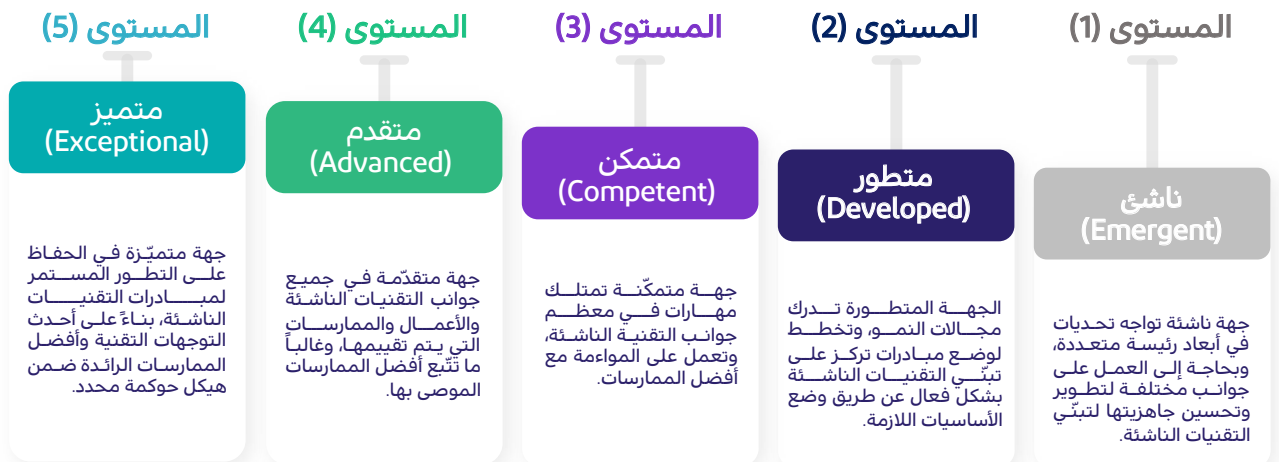 المستوى (1)
ناشئ
(Emergent)
جهة ناشئة تواجه تحديات
في أبعاد رئيسة متعددة،
وبحاجة إلى العمل على
جوانب مختلفة لتطوير
وتحسين جاهزيتها لتبنّي
التقنيات الناشئة.
المستوى (2)
متطور
(Developed)
الجهة المتطورة تدرك
مجالات النمو، وتخطط
لوضع مبادرات تركز على
تبنّي التقنيات الناشئة
بشكل فعال عن طريق وضع
الأساسيات اللازمة.
المستوى (3)
متمكن
(Competent)
جهة متمكّنة تمتلك
مهارات في معظم
جوانب التقنية الناشئة،
وتعمل على المواءمة مع
أفضل الممارسات.
المستوى (4)
متقدم
(Advanced)
جهة متقدّمة في جميع
جوانب التقنيات الناشئة
والأعمال والممارسات
التي يتم تقييمها، وغالباً
ما تتّبع أفضل الممارسات
الموصى بها.
المستوى (5)
متميز
(Exceptional)
جهة متميّزة في الحفاظ
على التطور المستمر
لمبادرات التقنيات
الناشئة، بناءً على أحدث
التوجهات التقنية وأفضل
الممارسات الرائدة ضمن
هيكل حوكمة محدد.